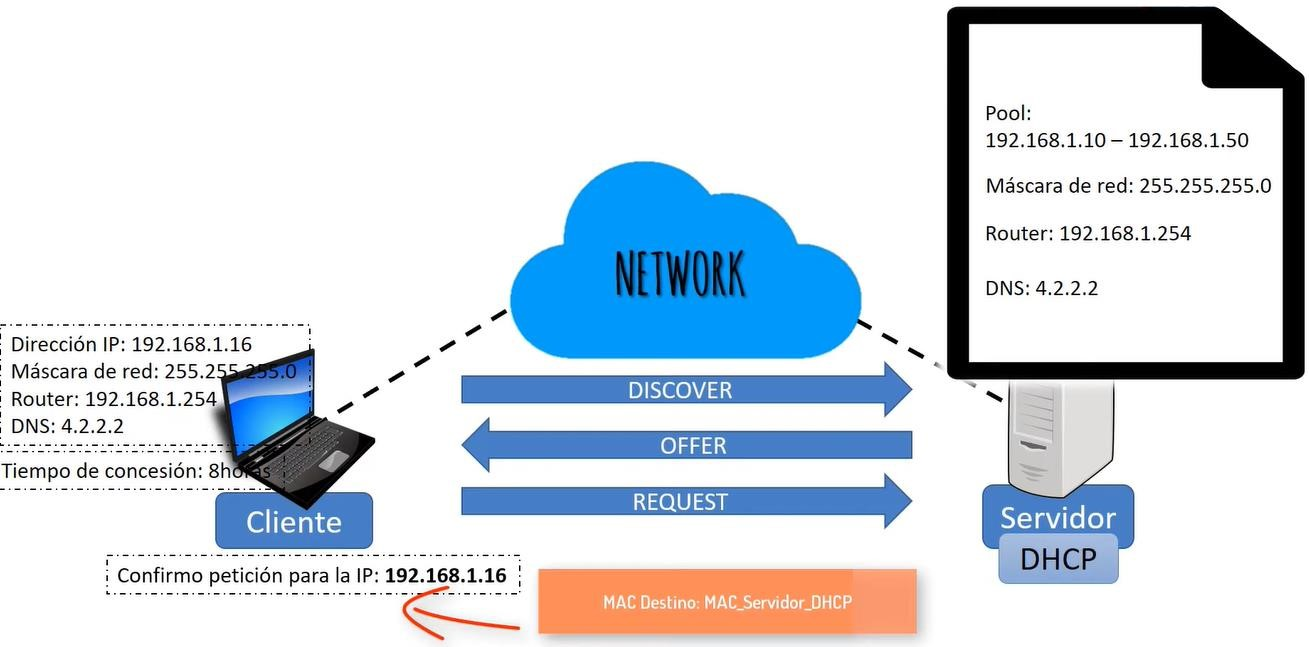 Pool:
192.168.1.10 – 192.168.1.50
Máscara de red: 255.255.255.0
Router: 192.168.1.254
DNS: 4.2.2.2
NETWORK
Dirección IP: 192.168.1.16
Máscara de red: 255.255.255.0
Router: 192.168.1.254
DNS: 4.2.2.2
Tiempo de concesión: 8horas
DISCOVER
OFFER
REQUEST
Cliente
Servidor
DHCP
Confirmo petición para la IP: 192.168.1.16
MAC Destino: MAC_Servidor_DHCP